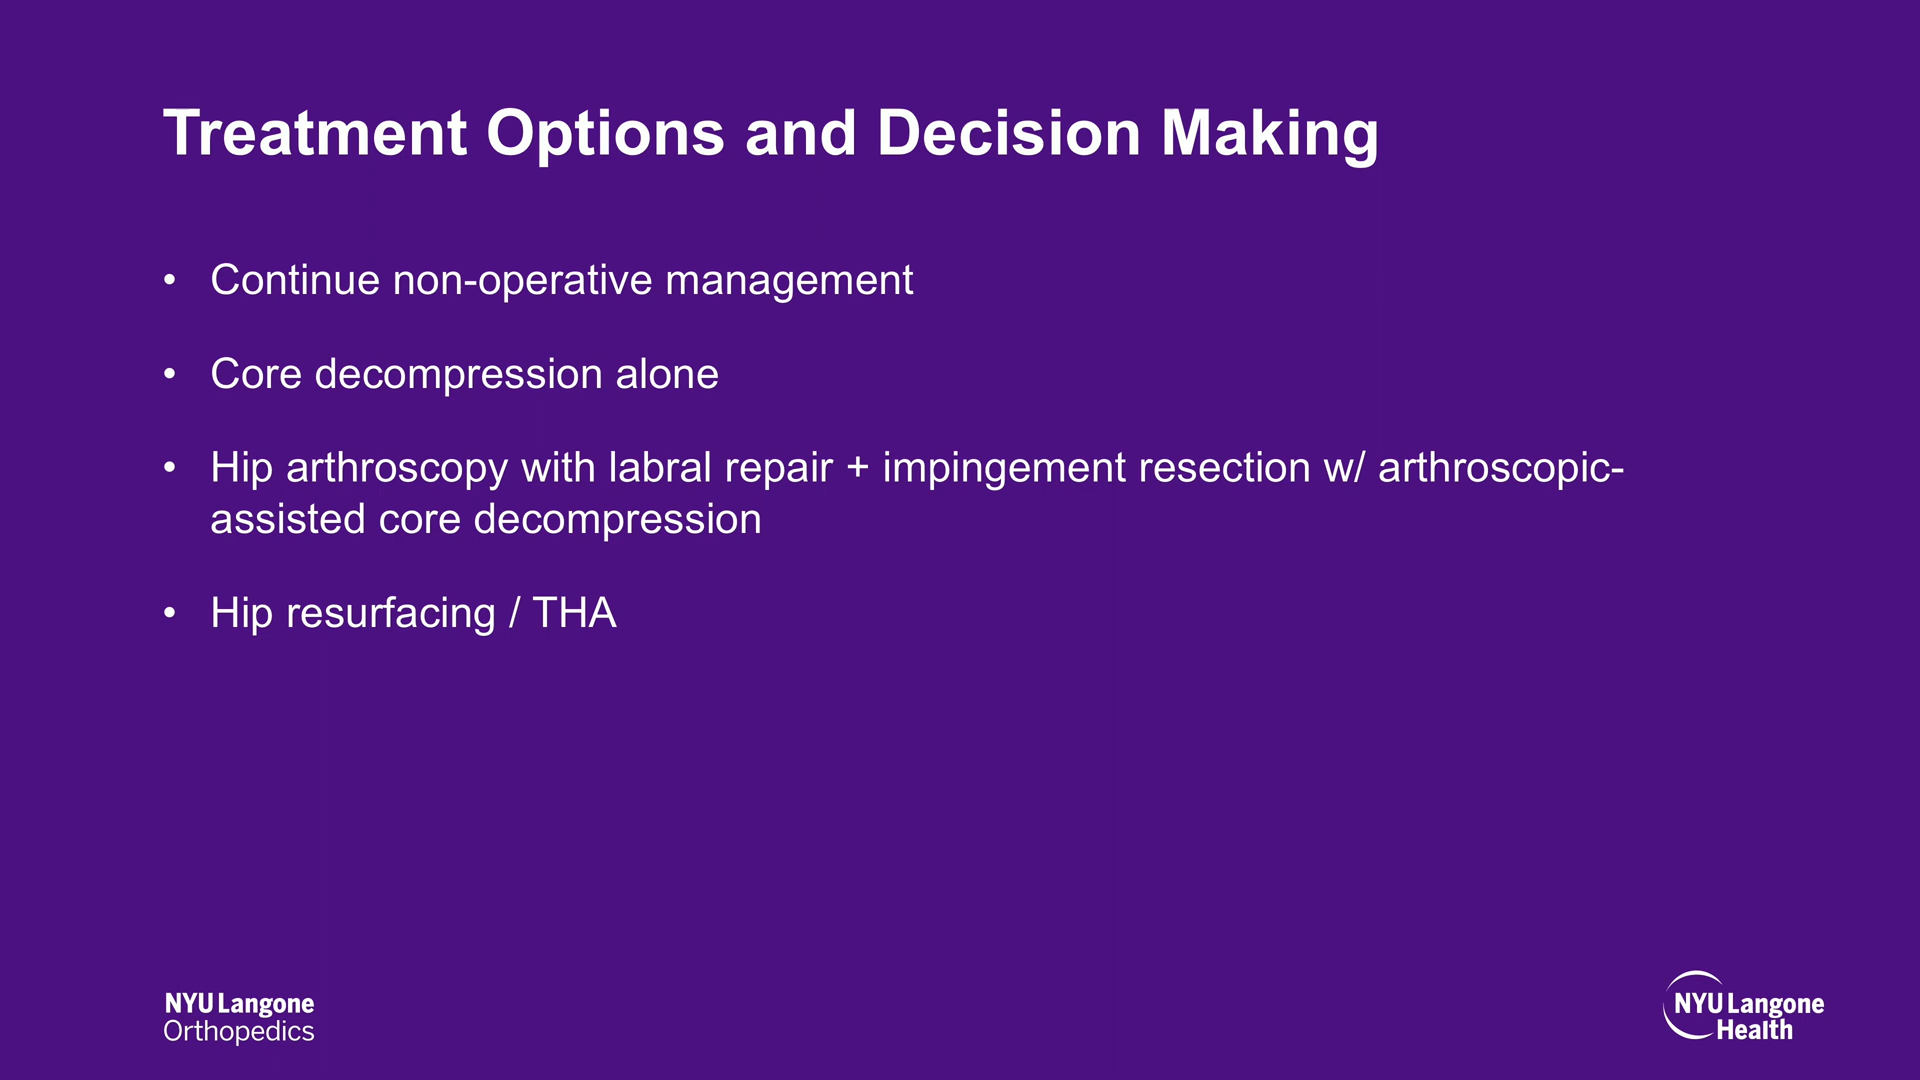 Treatment Options and Decision Making
• Continue non-operative management
• Core decompression alone
• Hip arthroscopy with labral repair + impingement resection w/ arthroscopic-
assisted core decompression
• Hip resurfacing / THA
NYU Langone
Orthopedics
NYU Langone
Health